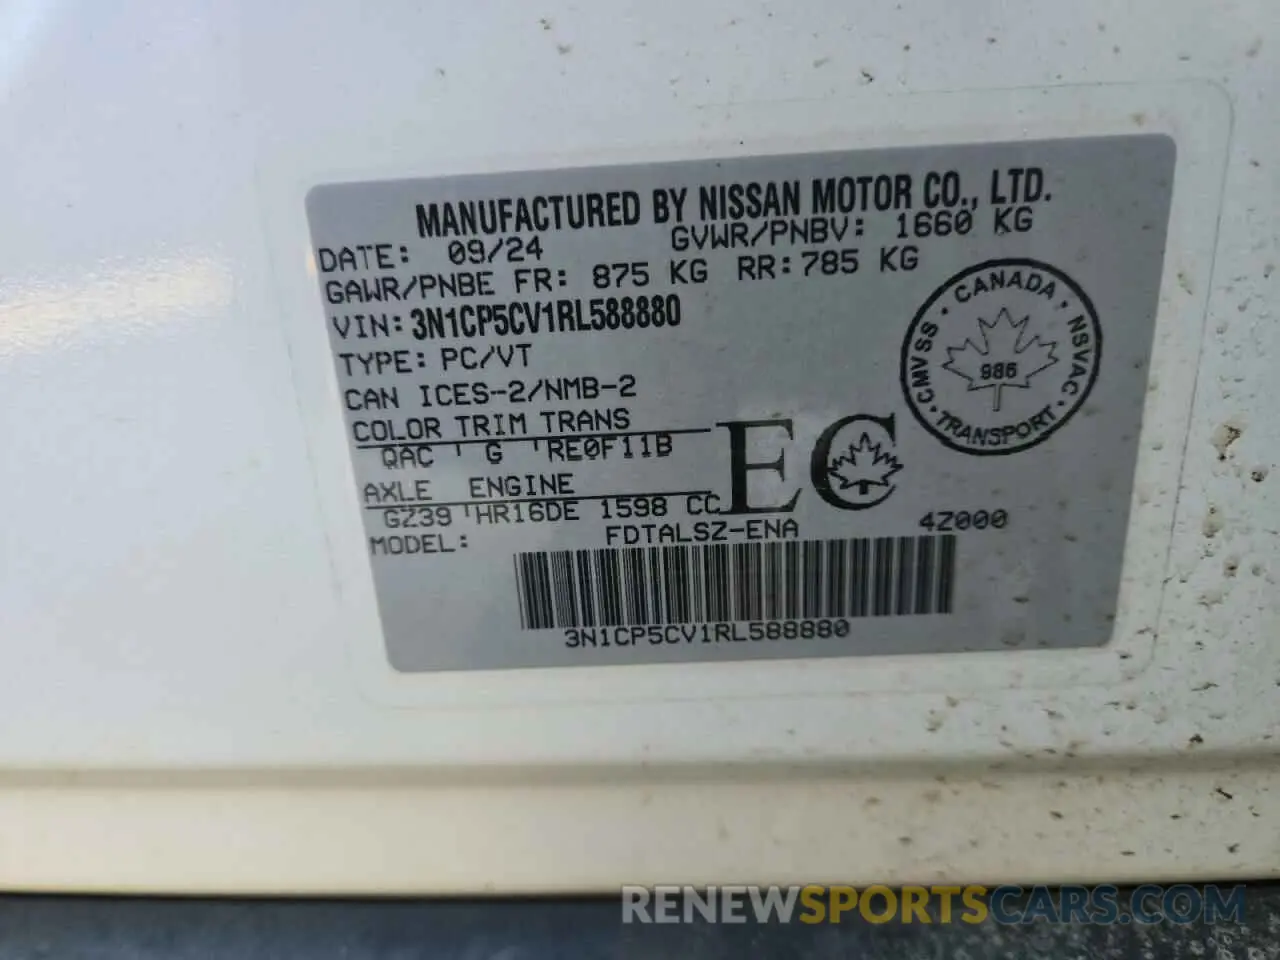 MANUFACTURED BY NISSAN MOTOR CO., LTD.
DATE: 09/24 GVWR/PNBV: 1660 KG
GAWR/PNBE FR: 875 KG RR: 785 KG
VIN: 3N1CP5CV1RL588880
TYPE: PC/VT
CAN ICES-2/NMB-2
COLOR TRIM TRANS
QAC ' G 'RE0F11B
AXLE ENGINE
GZ39 'HR16DE 1598 CC
MODEL: FDTALSZ-ENA 4Z000
3N1CP5CV1RL588880
EC
CANADA · NSVAC · TRANSPORT · CMVSS ·
986
RENEWSPORTSCARS.COM